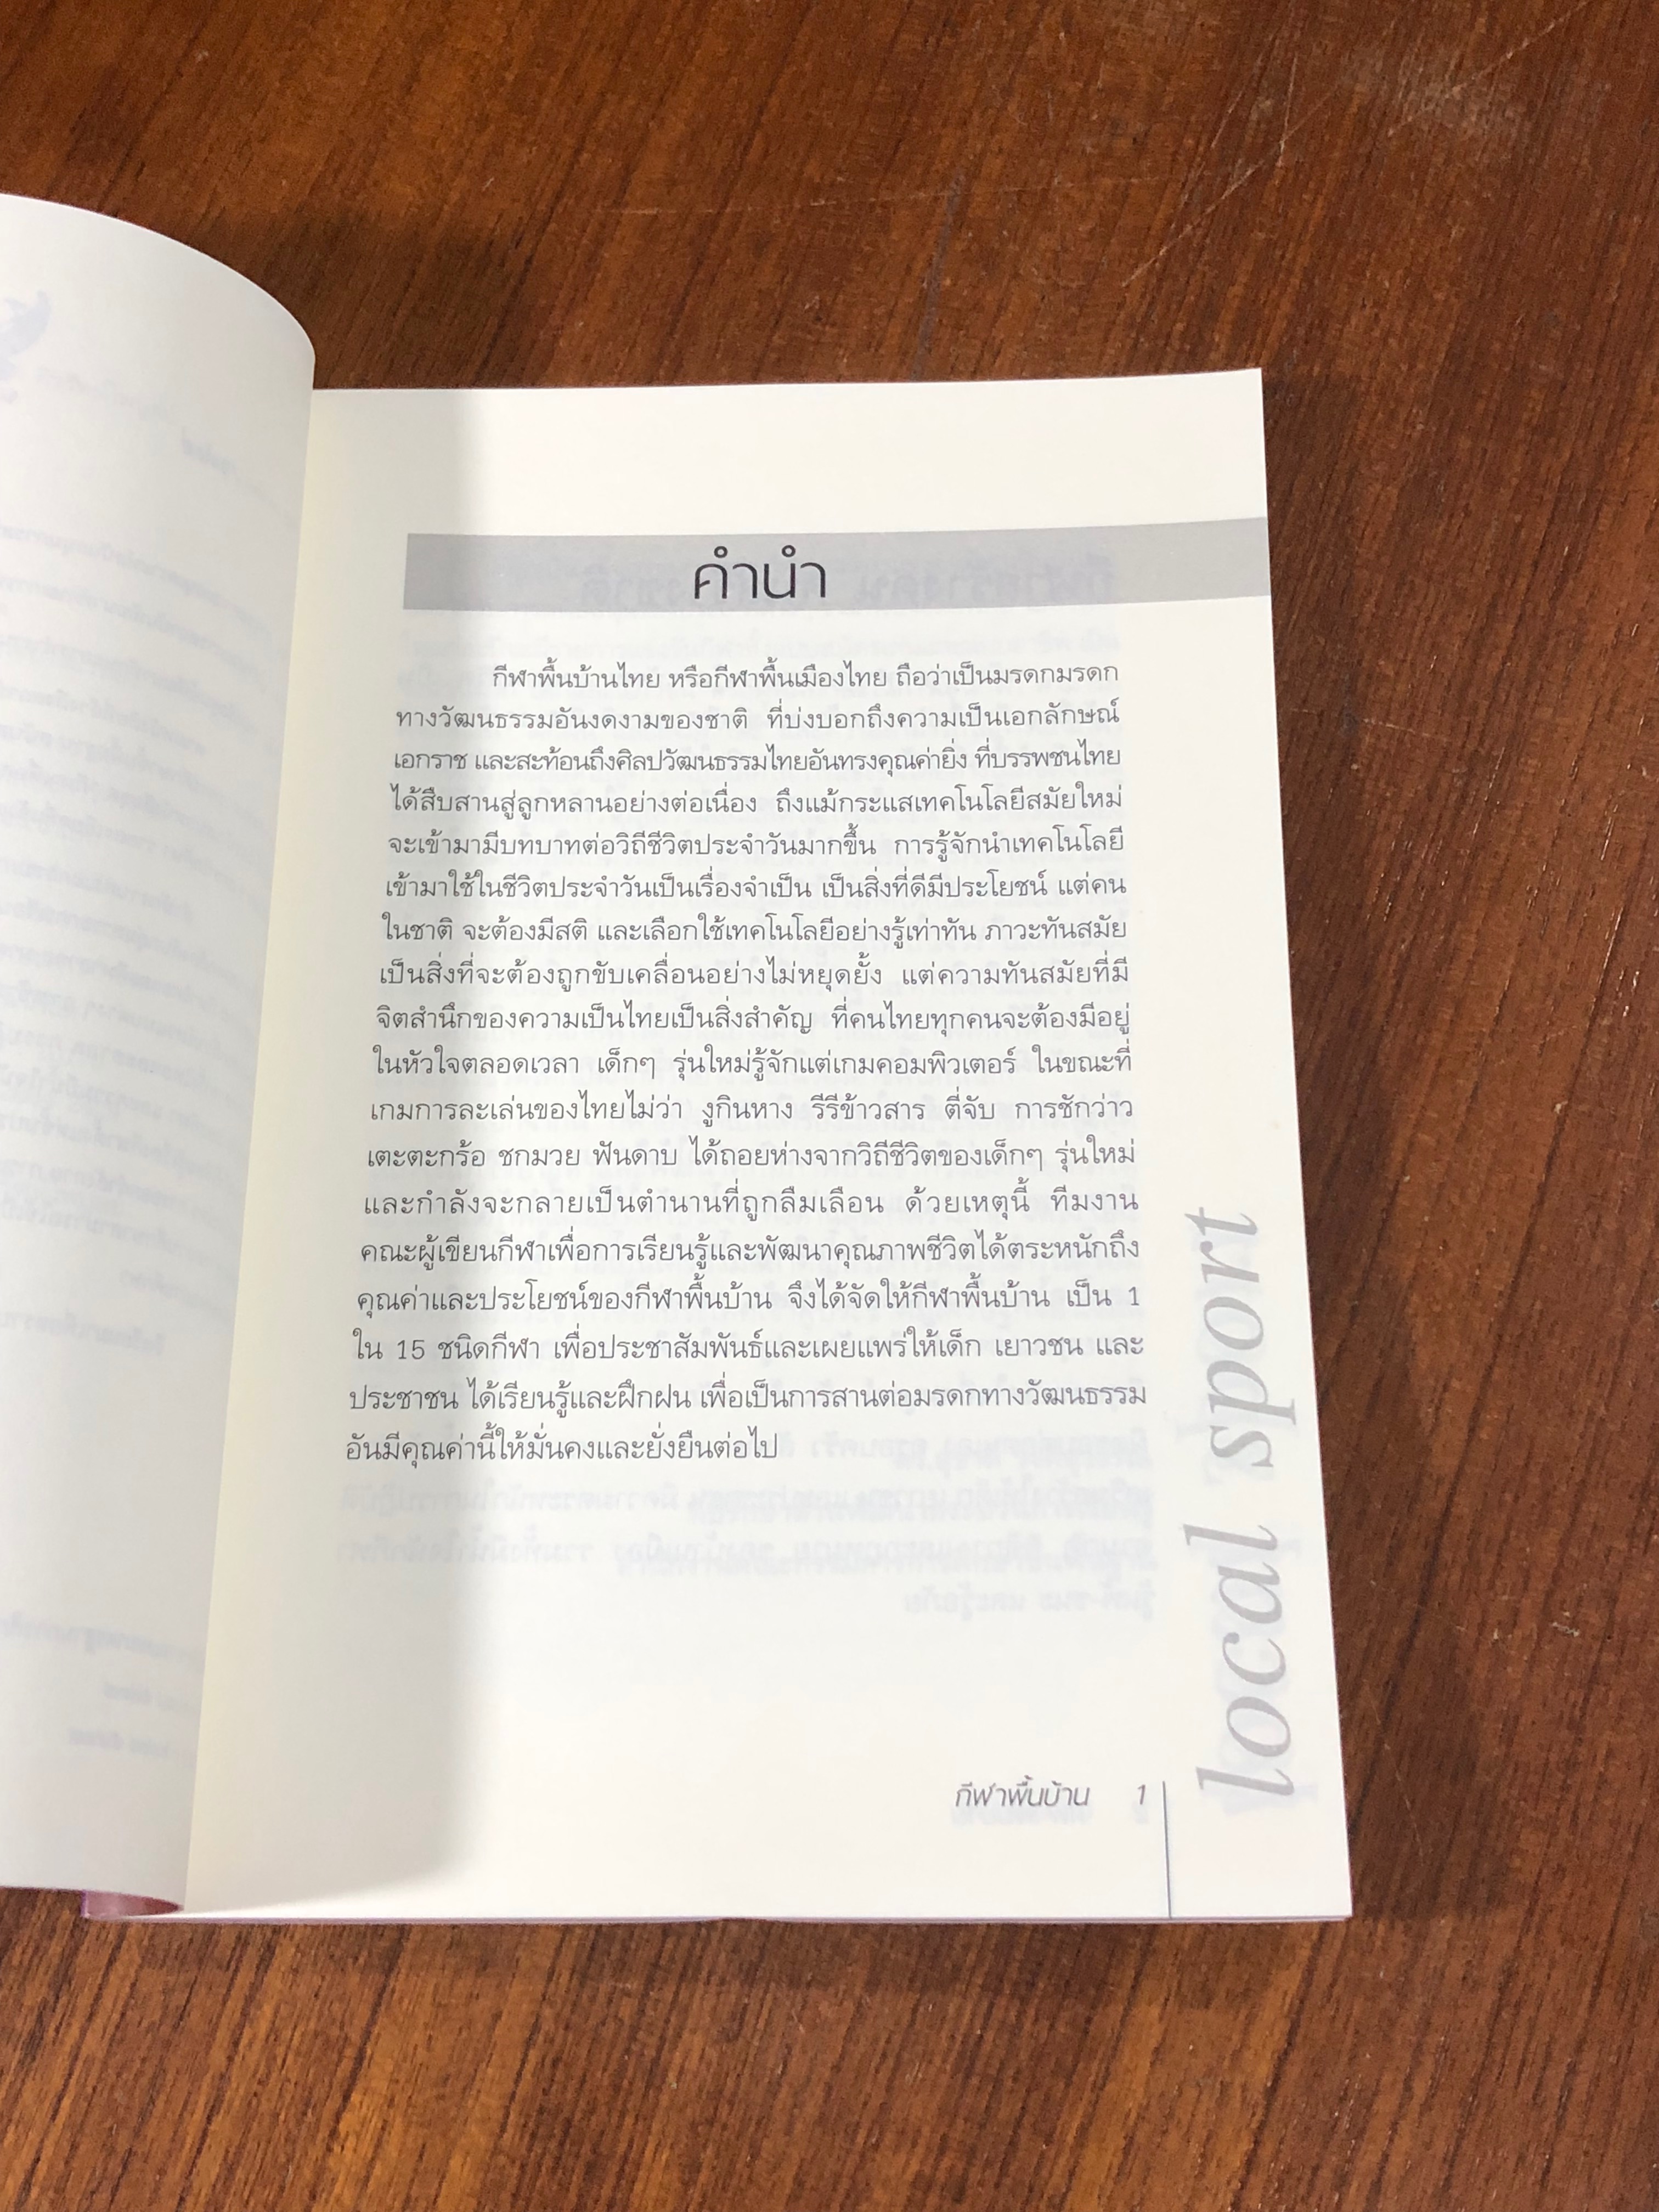 คำนำ
กีฬาพื้นบ้านไทย หรือกีฬาพื้นเมืองไทย ถือว่าเป็นมรดกมรดก
ทางวัฒนธรรมอันงดงามของชาติ ที่บ่งบอกถึงความเป็นเอกลักษณ์
เอกราช และสะท้อนถึงศิลปวัฒนธรรมไทยอันทรงคุณค่ายิ่ง ที่บรรพชนไทย
ได้สืบสานสู่ลูกหลานอย่างต่อเนื่อง ถึงแม้กระแสเทคโนโลยีสมัยใหม่
จะเข้ามามีบทบาทต่อวิถีชีวิตประจำวันมากขึ้น การรู้จักนำเทคโนโลยี
เข้ามาใช้ในชีวิตประจำวันเป็นเรื่องจำเป็น เป็นสิ่งที่ดีมีประโยชน์ แต่คน
ในชาติ จะต้องมีสติ และเลือกใช้เทคโนโลยีอย่างรู้เท่าทัน ภาวะทันสมัย
เป็นสิ่งที่จะต้องถูกขับเคลื่อนอย่างไม่หยุดยั้ง แต่ความทันสมัยที่มี
จิตสำนึกของความเป็นไทยเป็นสิ่งสำคัญ ที่คนไทยทุกคนจะต้องมีอยู่
ในหัวใจตลอดเวลา เด็กๆ รุ่นใหม่รู้จักแต่เกมคอมพิวเตอร์ ในขณะที่
เกมการละเล่นของไทยไม่ว่า งูกินหาง รีรีข้าวสาร ตี่จับ การชักว่าว
เตะตะกร้อ ชกมวย ฟันดาบ ได้ถอยห่างจากวิถีชีวิตของเด็กๆ รุ่นใหม่
และกำลังจะกลายเป็นตำนานที่ถูกลืมเลือน ด้วยเหตุนี้ ทีมงาน
คณะผู้เขียนกีฬาเพื่อการเรียนรู้และพัฒนาคุณภาพชีวิตได้ตระหนักถึง
คุณค่าและประโยชน์ของกีฬาพื้นบ้าน จึงได้จัดให้กีฬาพื้นบ้าน เป็น 1
ใน 15 ชนิดกีฬา เพื่อประชาสัมพันธ์และเผยแพร่ให้เด็ก เยาวชน และ
ประชาชน ได้เรียนรู้และฝึกฝน เพื่อเป็นการสานต่อมรดกทางวัฒนธรรม
อันมีคุณค่านี้ให้มั่นคงและยั่งยืนต่อไป
กีฬาพื้นบ้าน 1
local sport